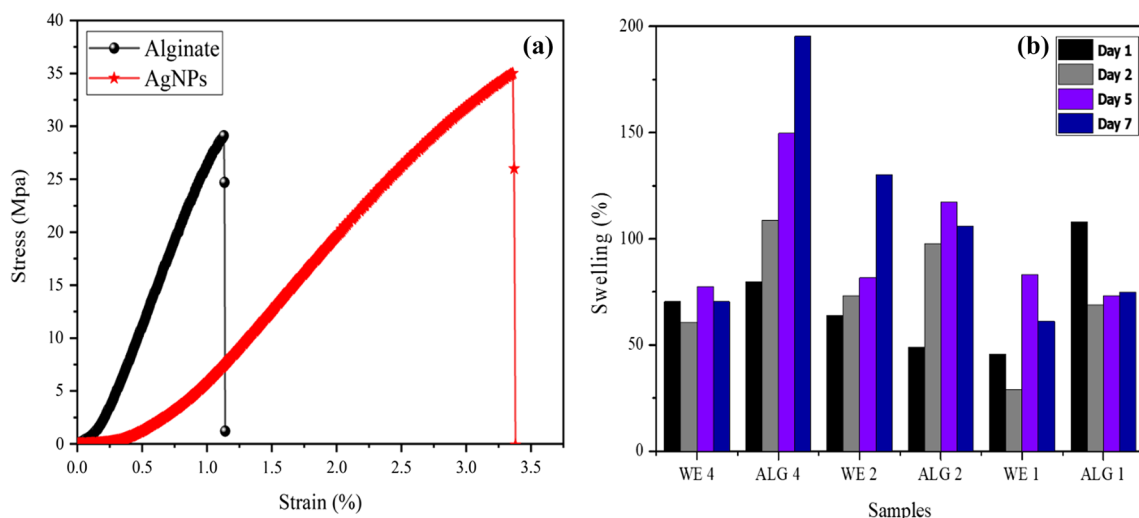 (a)
Alginate
AgNPs
Stress (Mpa)
40
35
30
25
20
15
10
5
0
0.0 0.5 1.0 1.5 2.0 2.5 3.0 3.5
Strain (%)
(b)
Day 1
Day 2
Day 5
Day 7
Swelling (%)
200
150
100
50
0
WE 4 ALG 4 WE 2 ALG 2 WE 1 ALG 1
Samples